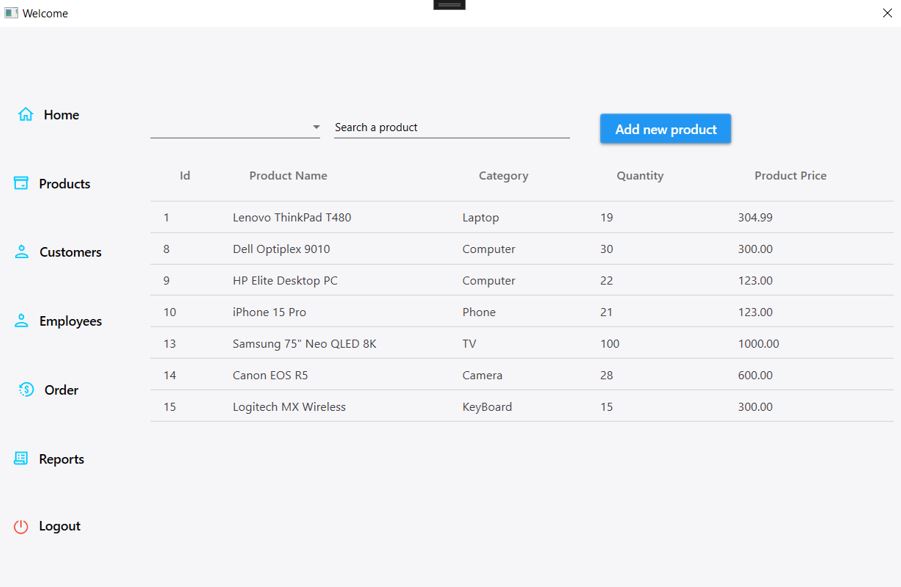 Welcome
Home
Products
Customers
Employees
Order
Reports
Logout
Search a product
Add new product
Id Product Name Category Quantity Product Price
1 Lenovo ThinkPad T480 Laptop 19 304.99
8 Dell Optiplex 9010 Computer 30 300.00
9 HP Elite Desktop PC Computer 22 123.00
10 iPhone 15 Pro Phone 21 123.00
13 Samsung 75" Neo QLED 8K TV 100 1000.00
14 Canon EOS R5 Camera 28 600.00
15 Logitech MX Wireless KeyBoard 15 300.00